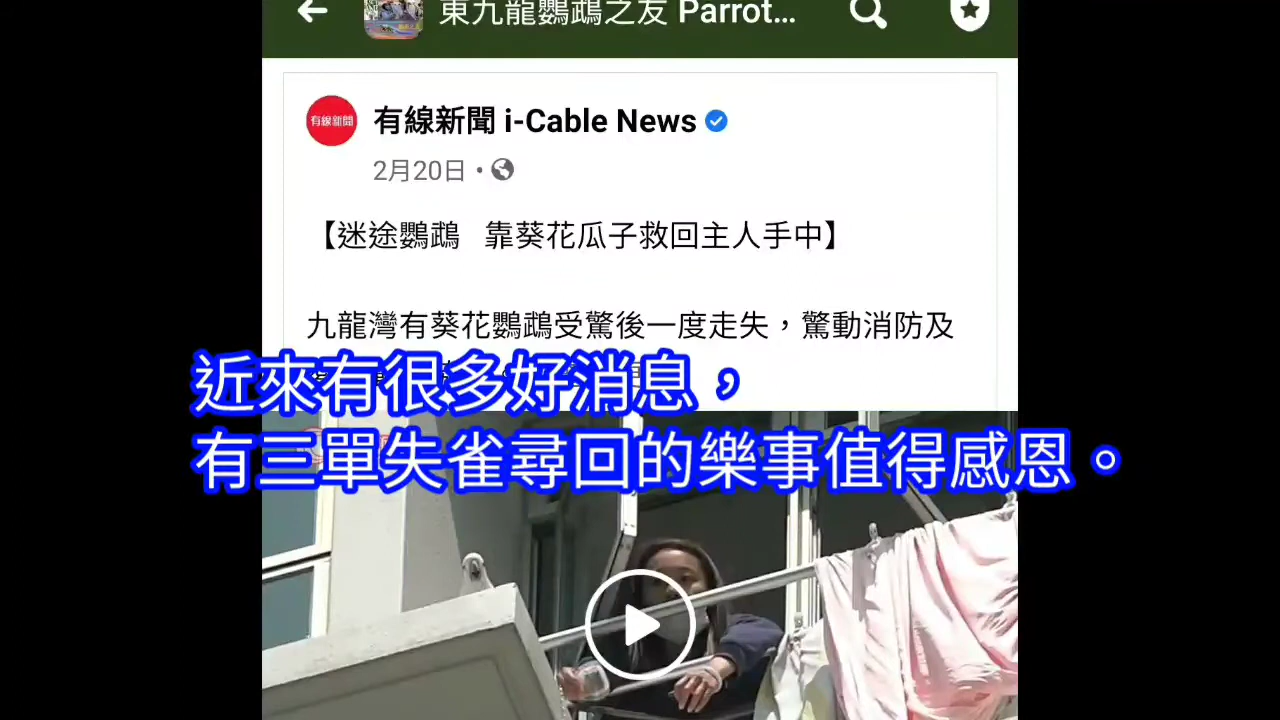 東九龍鸚鵡之友 Parrot...
有線新聞
有線新聞 i-Cable News
2月20日
【迷途鸚鵡 靠葵花瓜子救回主人手中】
九龍灣有葵花鸚鵡受驚後一度走失，驚動消防及
近來有很多好消息，
有三單失雀尋回的樂事值得感恩。